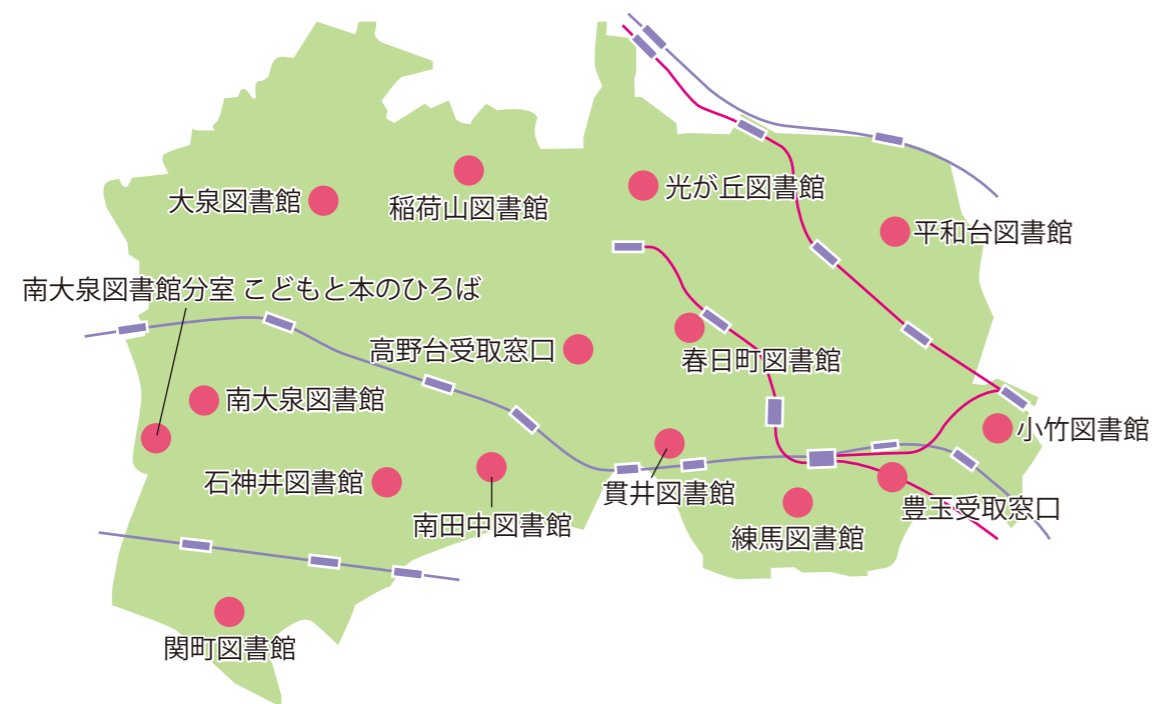 大泉図書館
稲荷山図書館
光が丘図書館
平和台図書館
南大泉図書館分室 こどもと本のひろば
高野台受取窓口
春日町図書館
南大泉図書館
小竹図書館
石神井図書館
貫井図書館
南田中図書館
豊玉受取窓口
練馬図書館
関町図書館